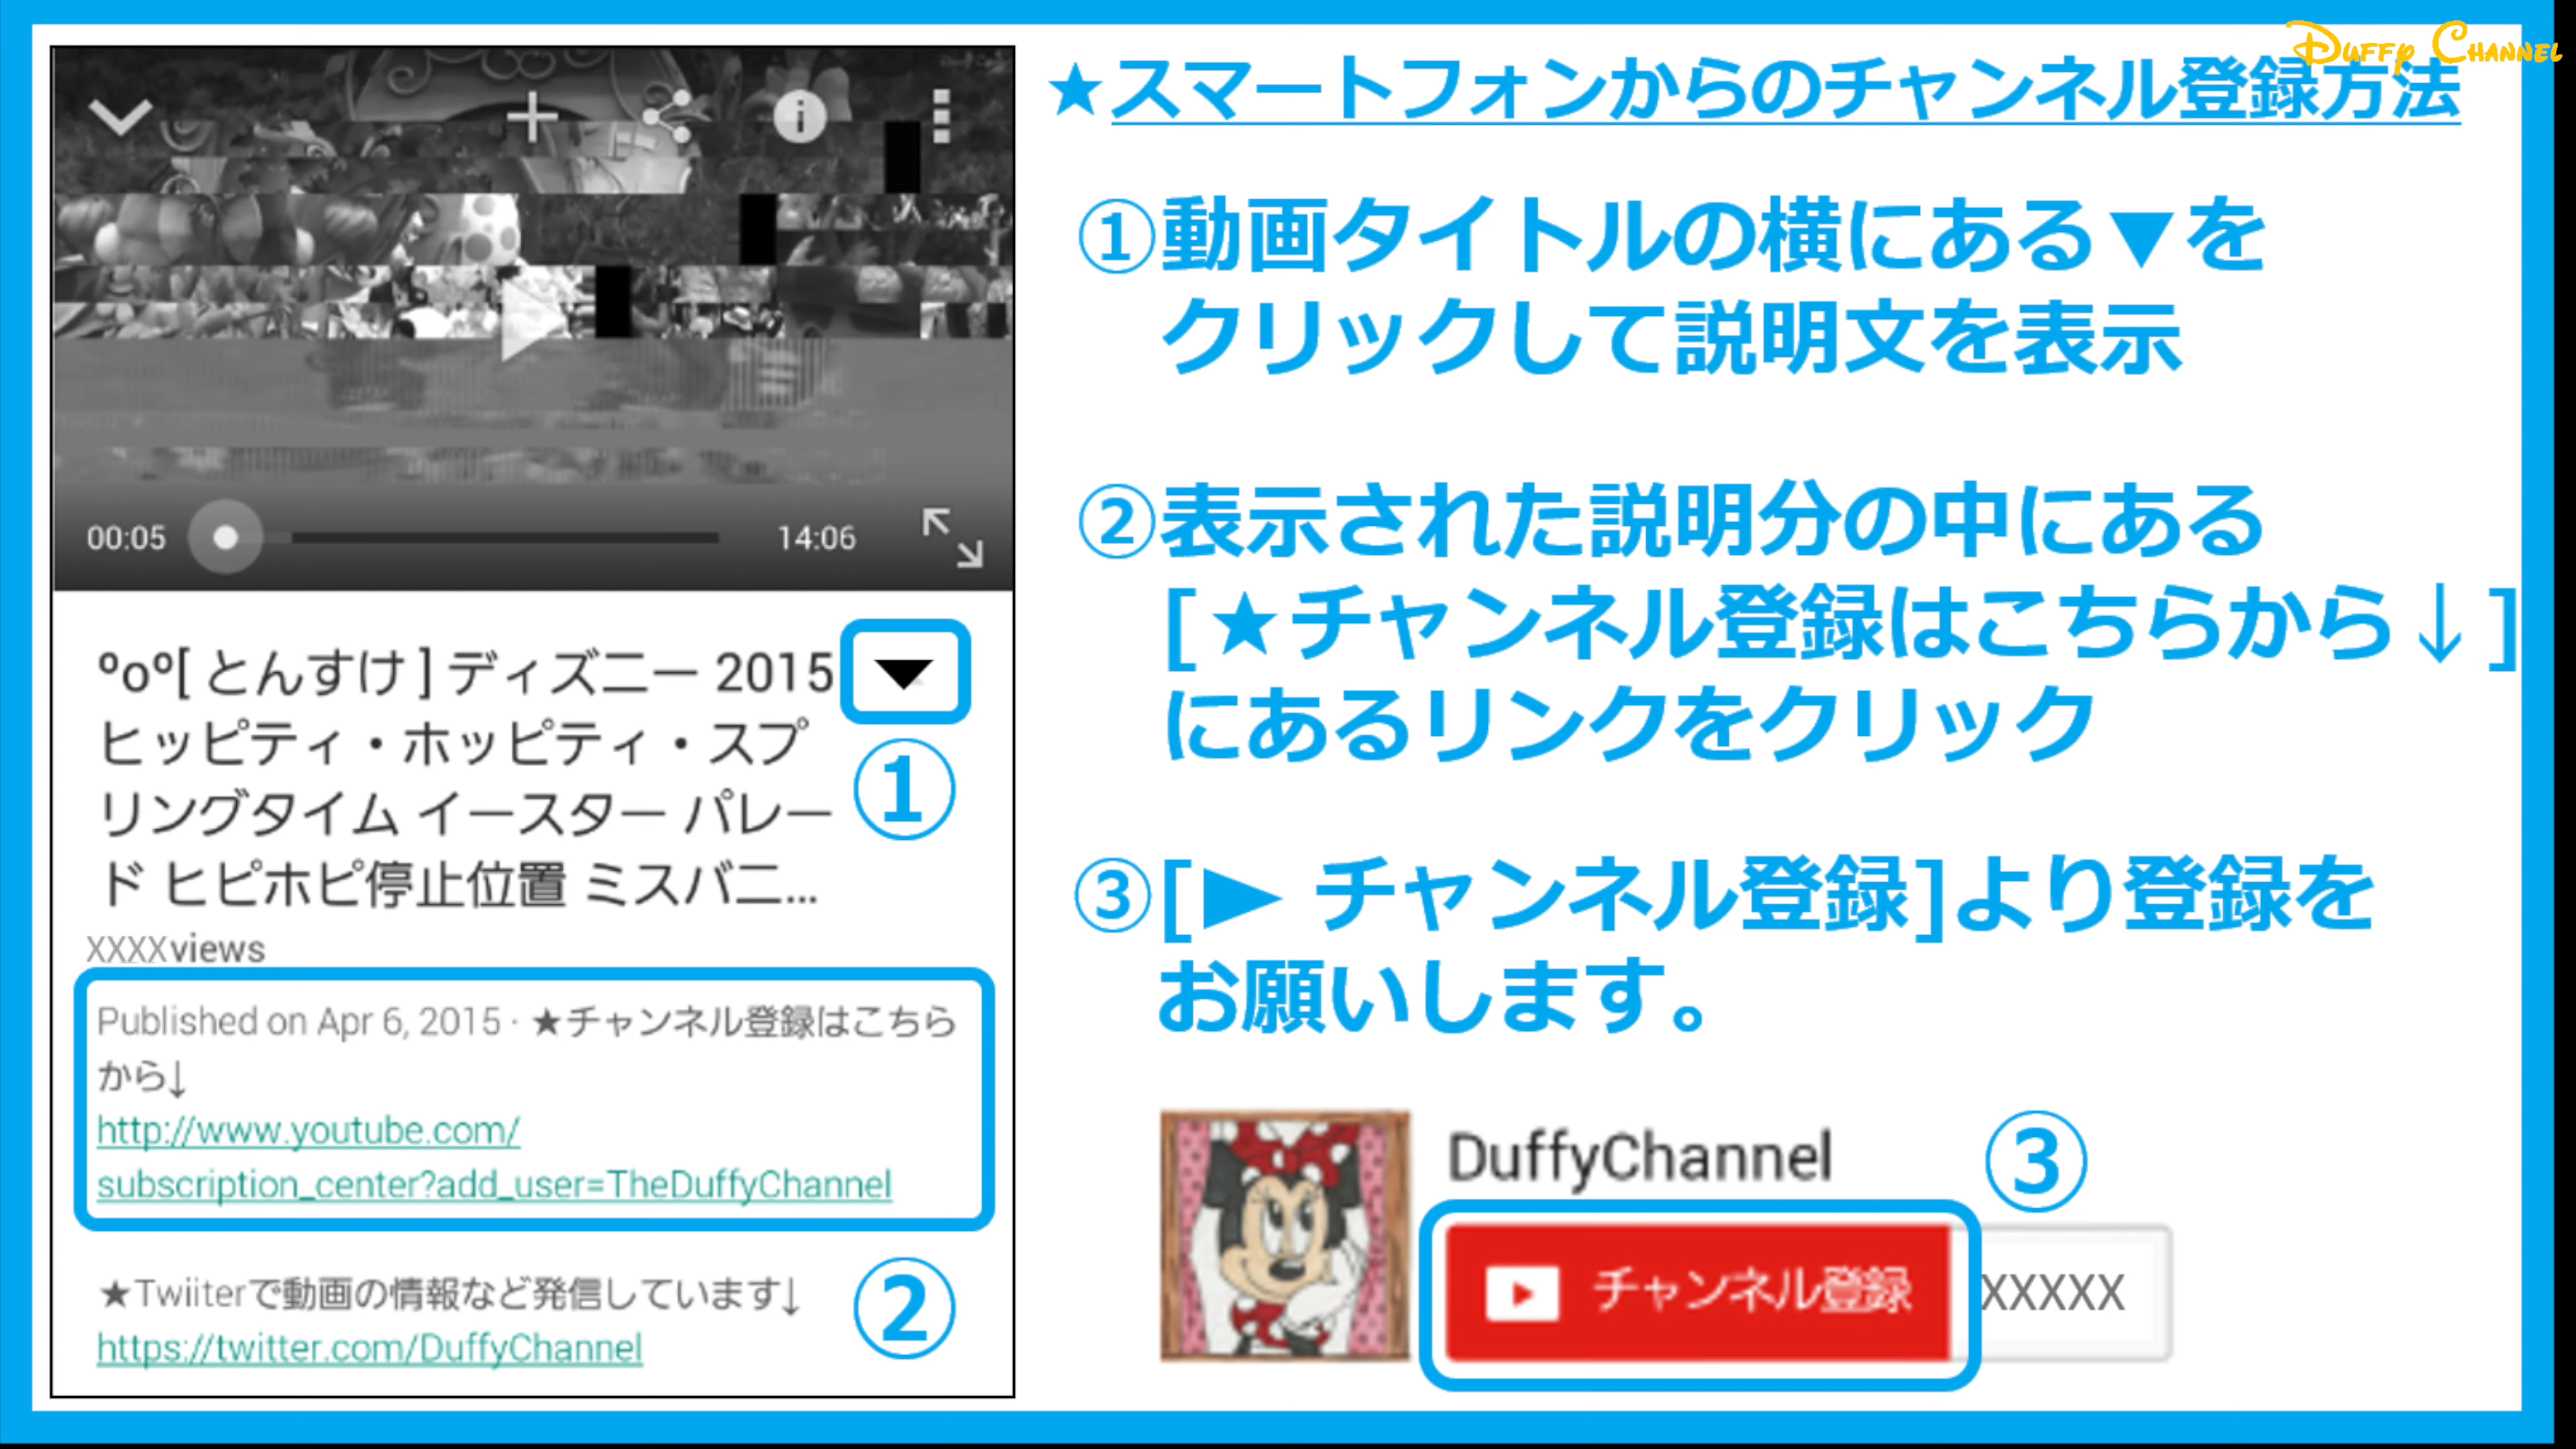 DUFFY CHANNEL
★スマートフォンからのチャンネル登録方法
①動画タイトルの横にある▼を
クリックして説明文を表示
②表示された説明分の中にある
[★チャンネル登録はこちらから↓]
にあるリンクをクリック
③[▶ チャンネル登録]より登録を
お願いします。
00:05
14:06
ºoº[とんすけ]ディズニー 2015
ヒッピティ・ホッピティ・スプ
リングタイム イースター パレー
ド ヒピホピ停止位置 ミスバニ...
①
XXXXviews
Published on Apr 6, 2015 · ★チャンネル登録はこちら
から↓
http://www.youtube.com/
subscription_center?add_user=TheDuffyChannel
★Twiiterで動画の情報など発信しています↓
https://twitter.com/DuffyChannel
②
DuffyChannel
③
チャンネル登録
XXXXX